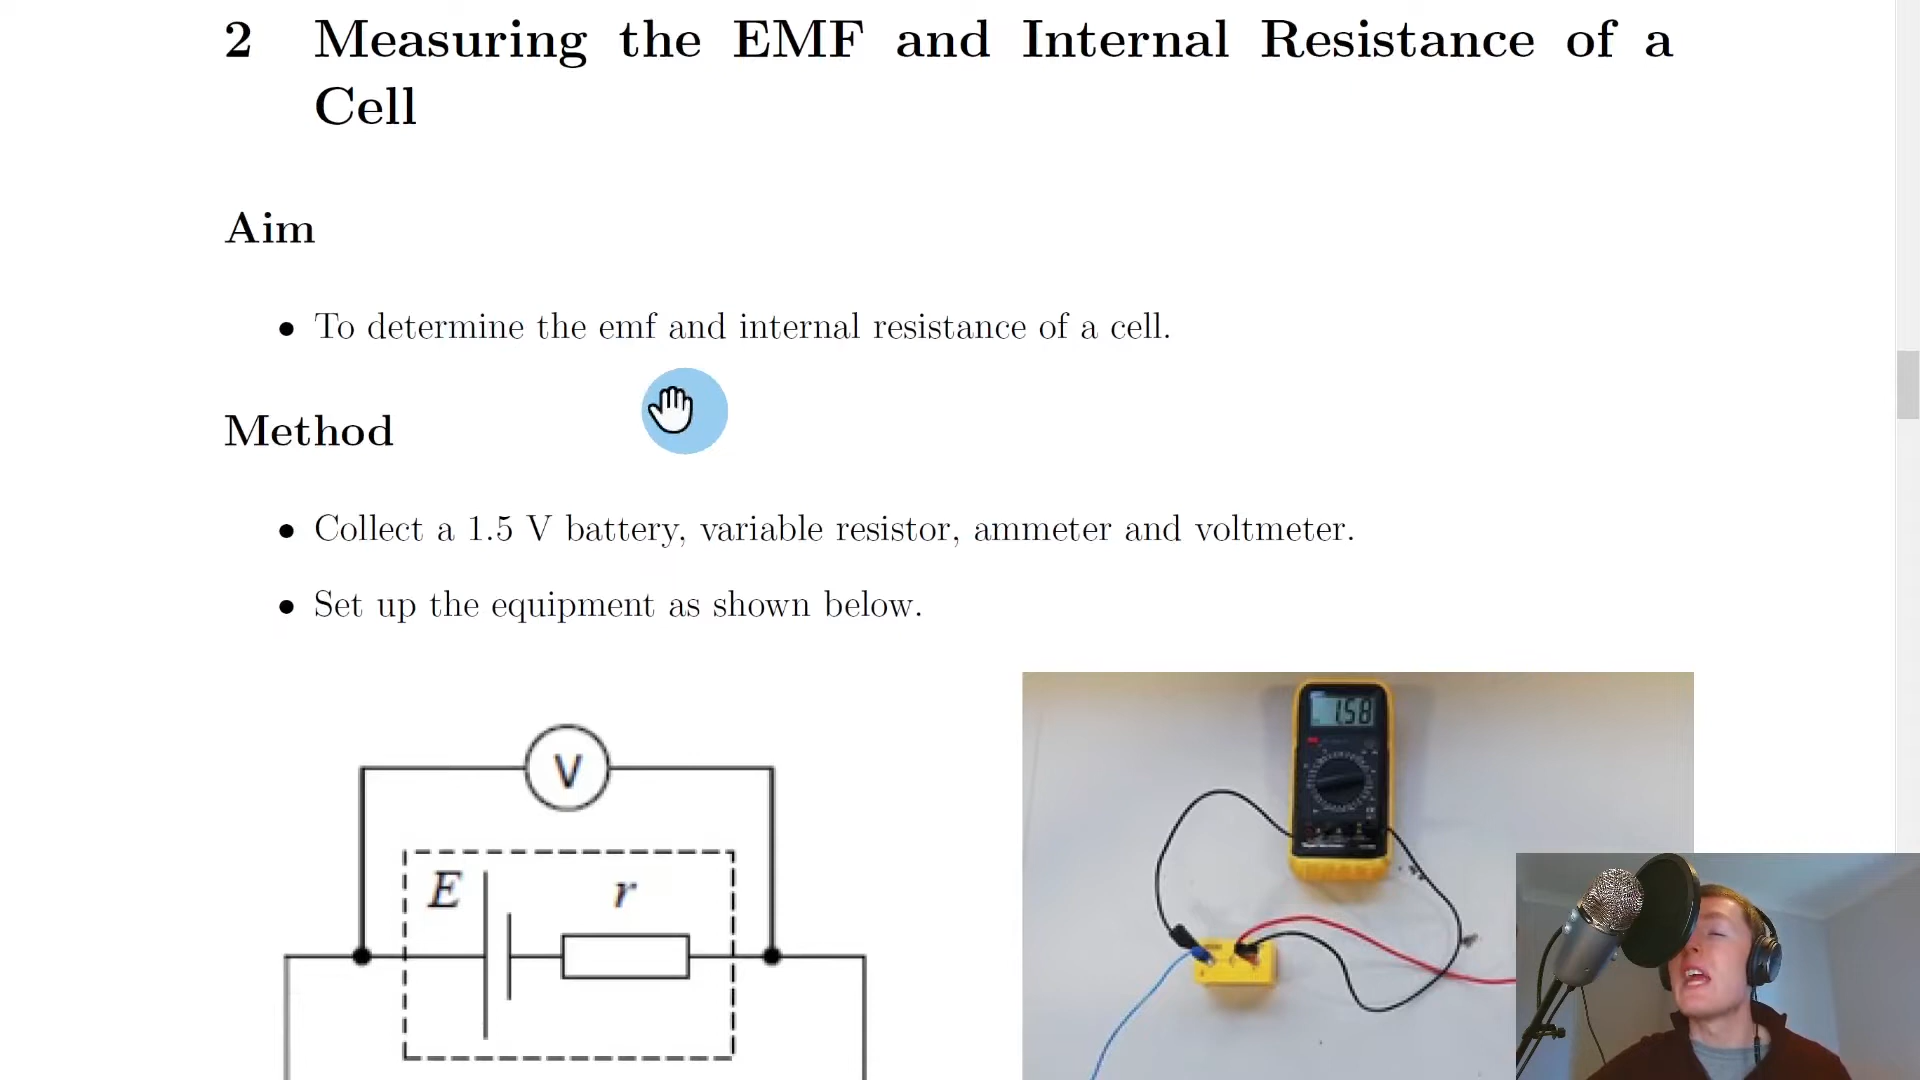 2 Measuring the EMF and Internal Resistance of a
Cell
Aim
• To determine the emf and internal resistance of a cell.
Method
• Collect a 1.5 V battery, variable resistor, ammeter and voltmeter.
• Set up the equipment as shown below.
V
E r
1.58